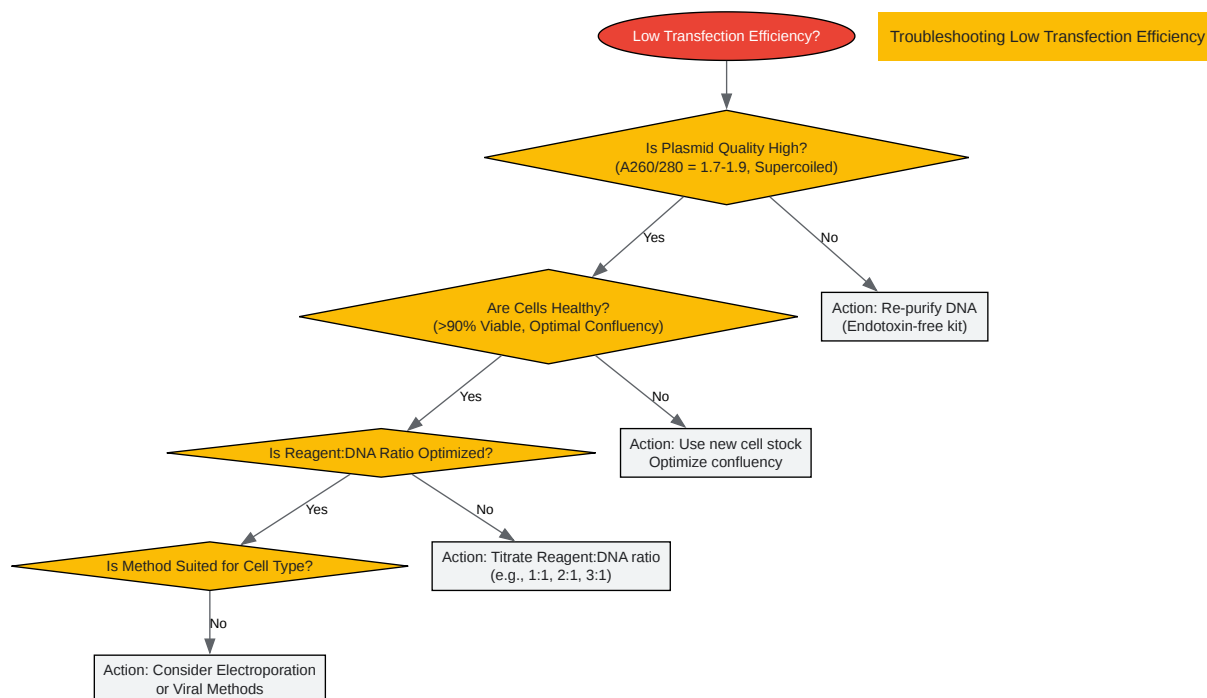 Low Transfection Efficiency?
Troubleshooting Low Transfection Efficiency
Is Plasmid Quality High?
(A260/280 = 1.7-1.9, Supercoiled)
Yes
No
Are Cells Healthy?
(>90% Viable, Optimal Confluency)
Action: Re-purify DNA
(Endotoxin-free kit)
Yes
No
Is Reagent:DNA Ratio Optimized?
Action: Use new cell stock
Optimize confluency
Yes
No
Is Method Suited for Cell Type?
Action: Titrate Reagent:DNA ratio
(e.g., 1:1, 2:1, 3:1)
No
Action: Consider Electroporation
or Viral Methods